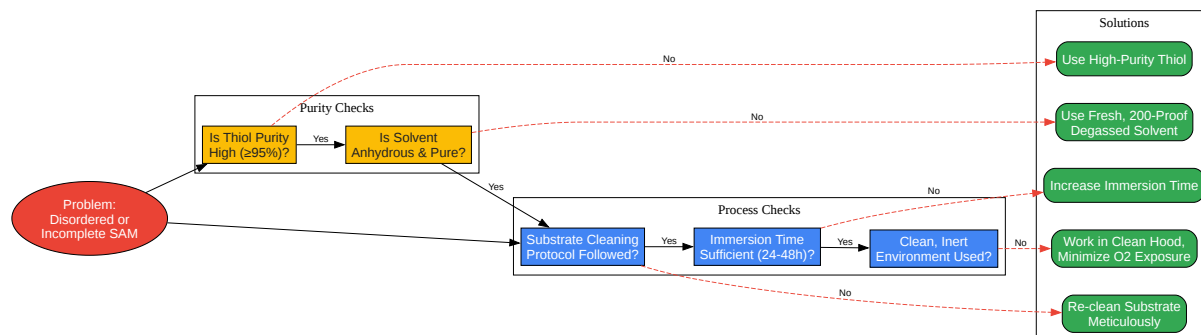 Solutions
No
Use High-Purity Thiol
Purity Checks
Is Thiol Purity
High (≥95%)?
Yes
Is Solvent
Anhydrous & Pure?
No
Use Fresh, 200-Proof
Degassed Solvent
Problem:
Disordered or
Incomplete SAM
Yes
No
Increase Immersion Time
Process Checks
Substrate Cleaning
Protocol Followed?
Yes
Immersion Time
Sufficient (24-48h)?
Yes
Clean, Inert
Environment Used?
No
Work in Clean Hood,
Minimize O2 Exposure
No
Re-clean Substrate
Meticulously